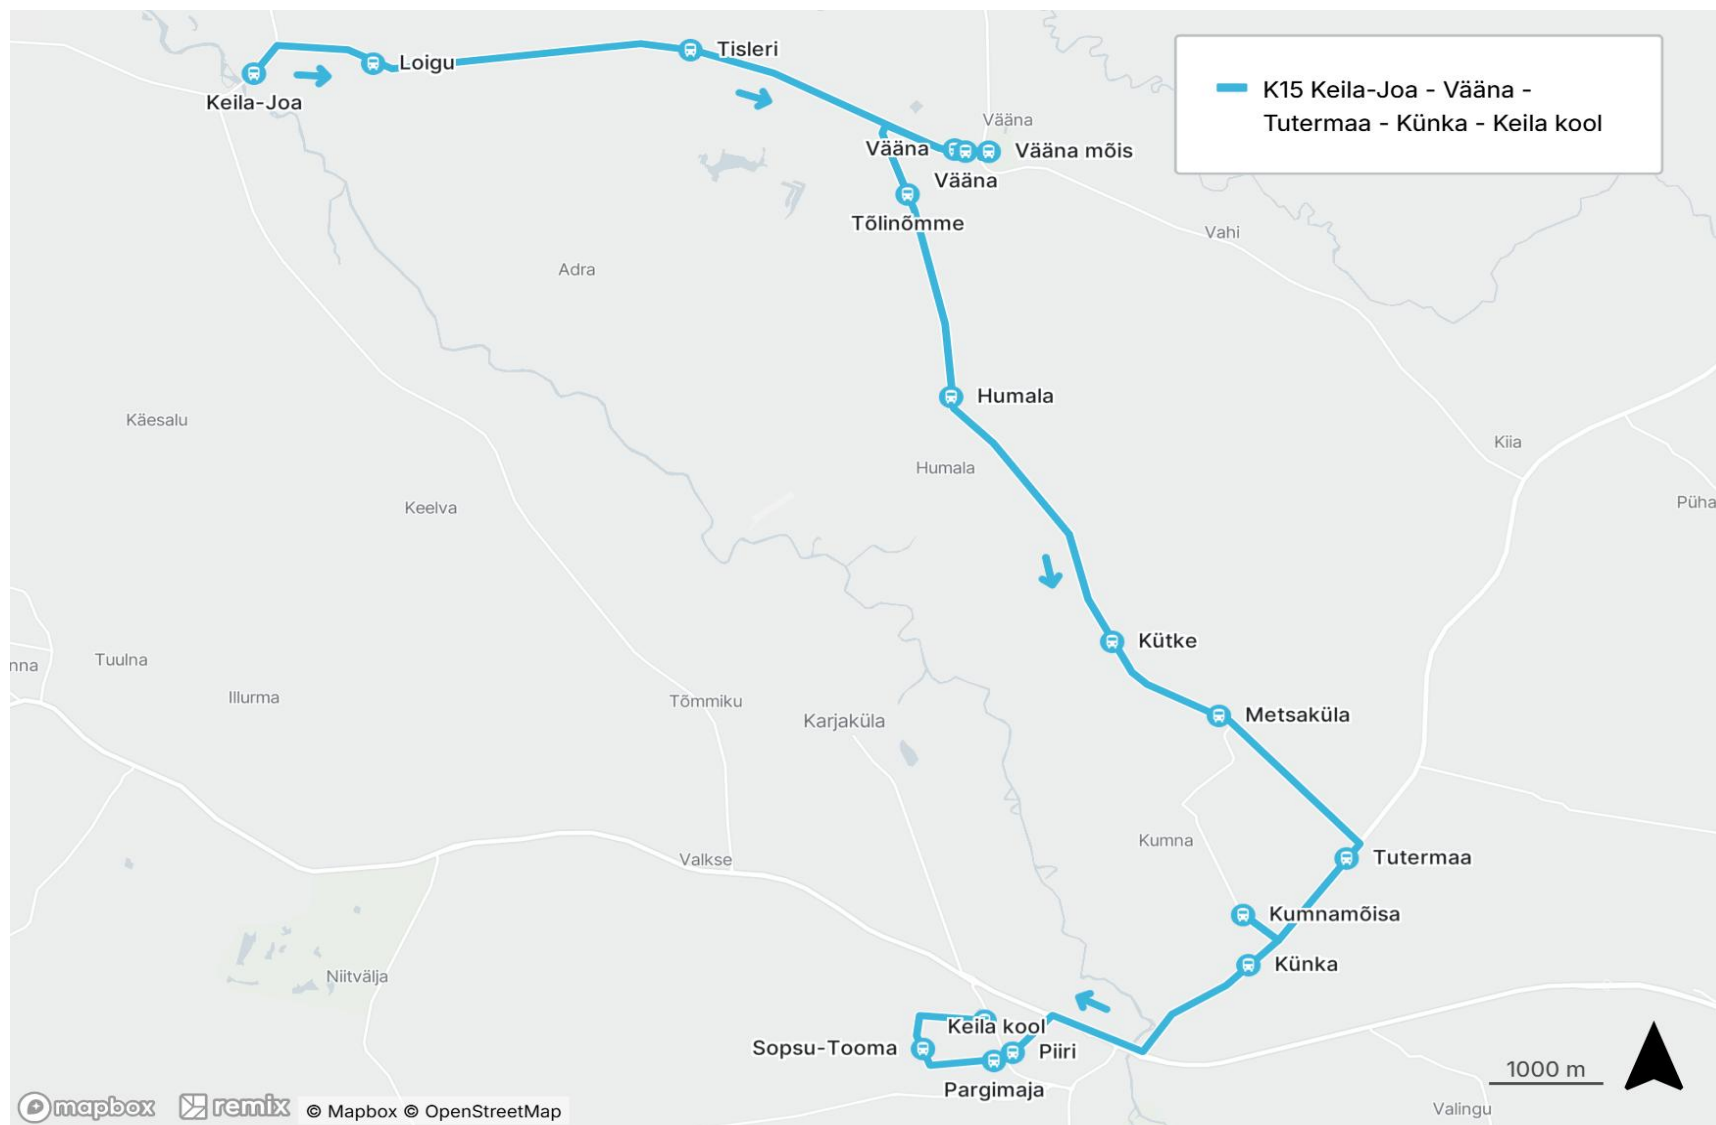 K15 Keila-Joa - Vääna -
Tutermaa - Künka - Keila kool
Tisleri
Loigu
Keila-Joa
Vääna
Vääna
Vääna mõis
Vääna
Tõlinõmme
Vahi
Adra
Humala
Käesalu
Kiia
Humala
Keelva
Püha
Kütke
Tuulna
nna
Illurma
Tõmmiku
Karjaküla
Metsaküla
Kumna
Valkse
Tutermaa
Kumnamõisa
Künka
Niitvälja
Keila kool
Sopsu-Tooma
Piiri
Pargimaja
1000 m
Valingu
mapbox
remix
© Mapbox © OpenStreetMap